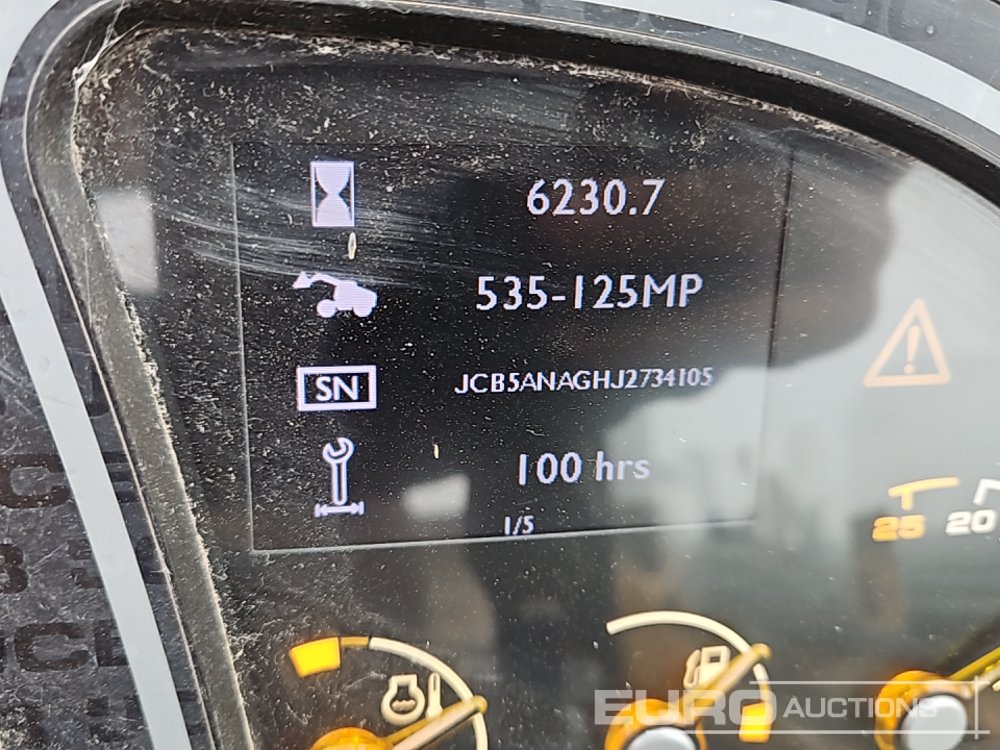 6230.7
535-125MP
SN JCB5ANAGHJ2734105
100 hrs
1/5
25 20
EURO AUCTIONS